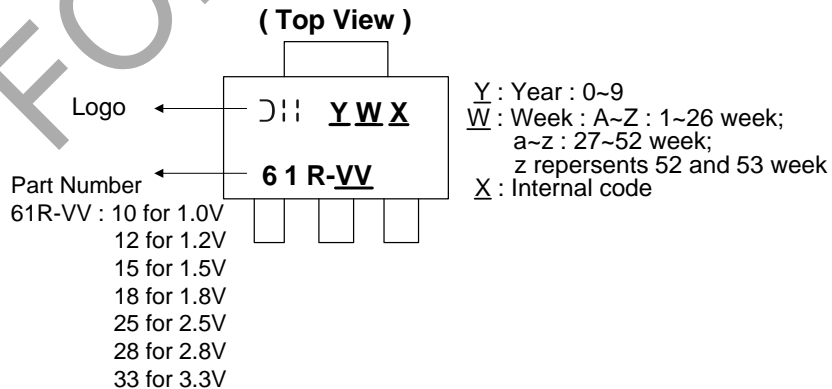 FO
( Top View )
Logo
Y W X
61R-VV
Part Number
61R-VV : 10 for 1.0V
12 for 1.2V
15 for 1.5V
18 for 1.8V
25 for 2.5V
28 for 2.8V
33 for 3.3V
Y : Year : 0~9
W : Week : A~Z : 1~26 week;
a~z : 27~52 week;
z repersents 52 and 53 week
X : Internal code